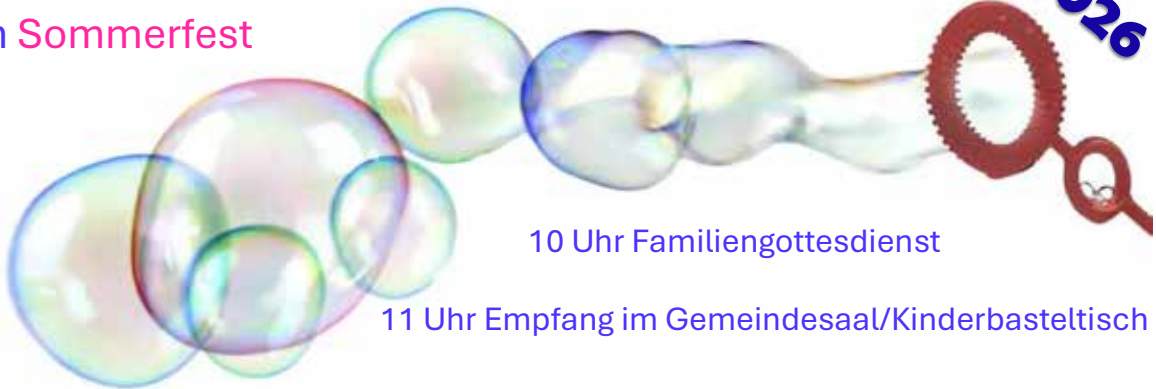 Sommerfest
10 Uhr Familiengottesdienst
11 Uhr Empfang im Gemeindesaal/Kinderbasteltisch